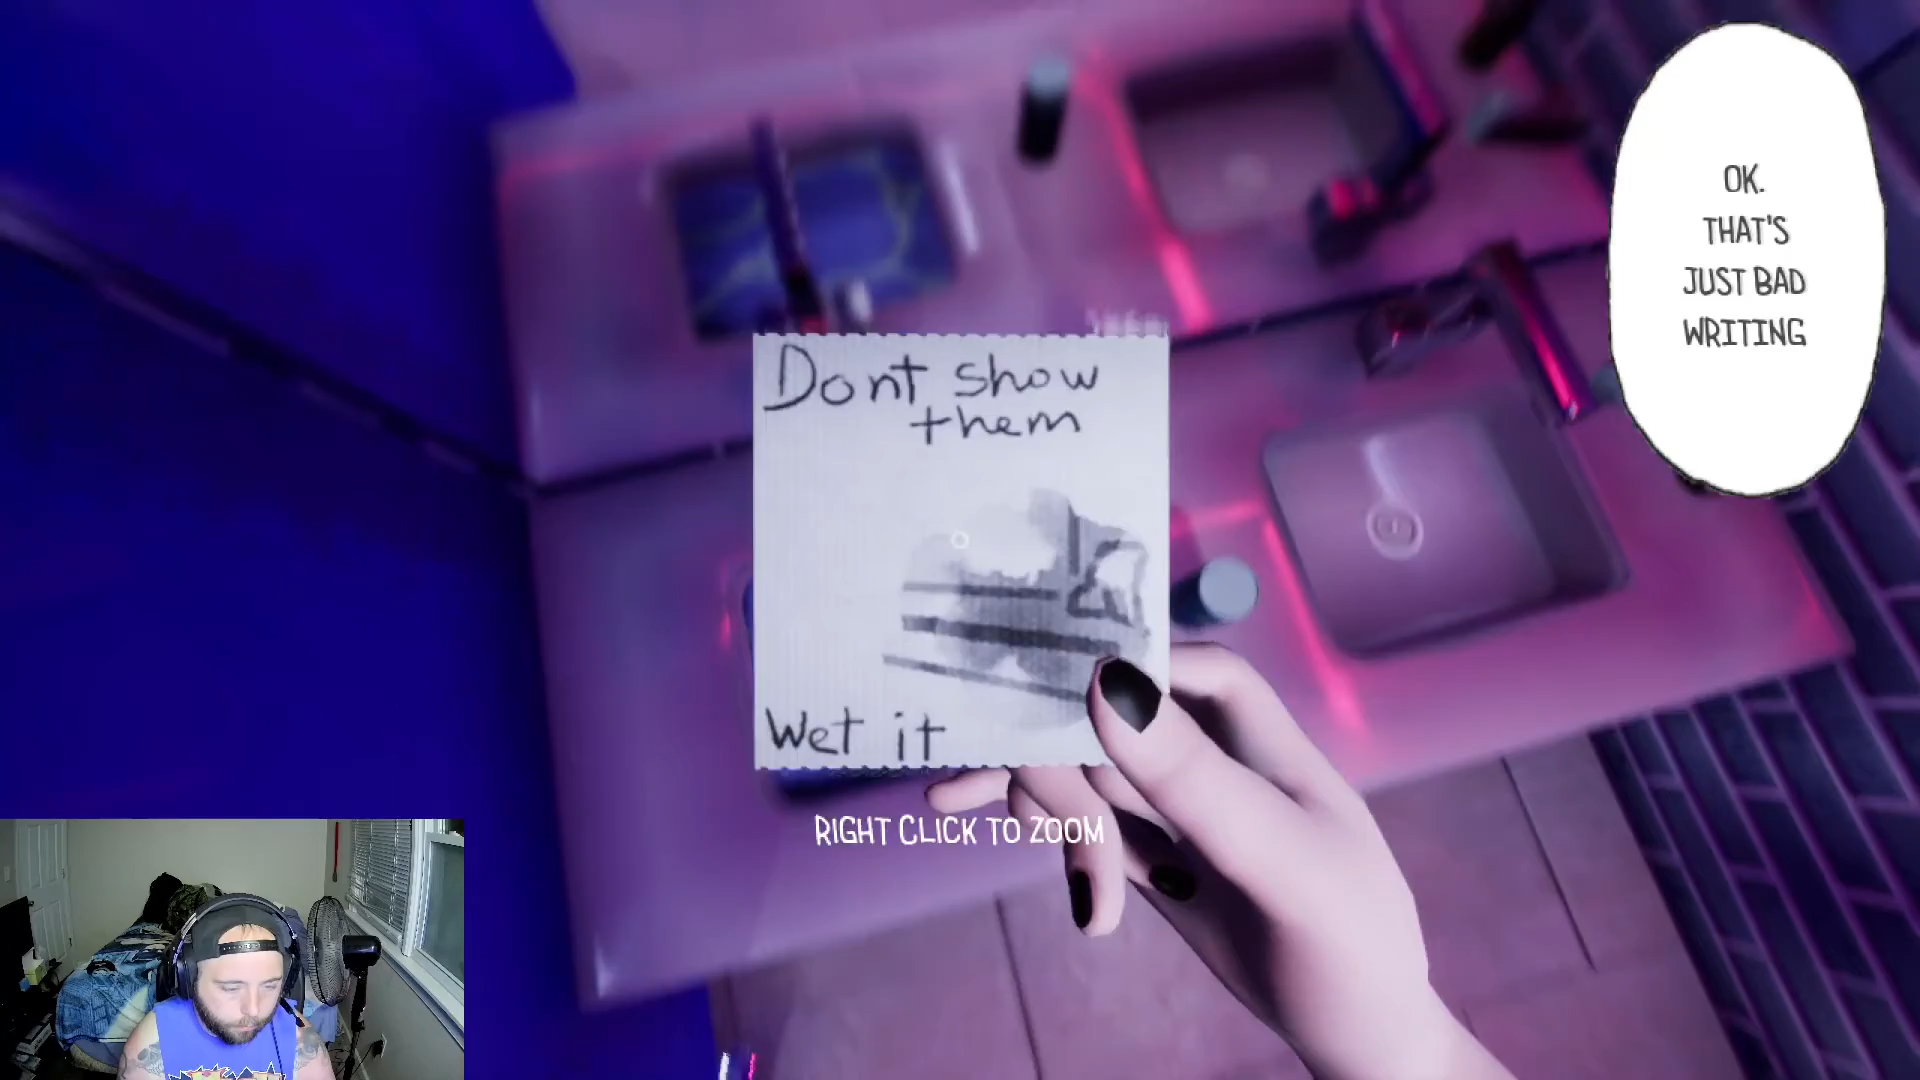 Dont show
them
Wet it
RIGHT CLICK TO ZOOM
OK.
THAT'S
JUST BAD
WRITING